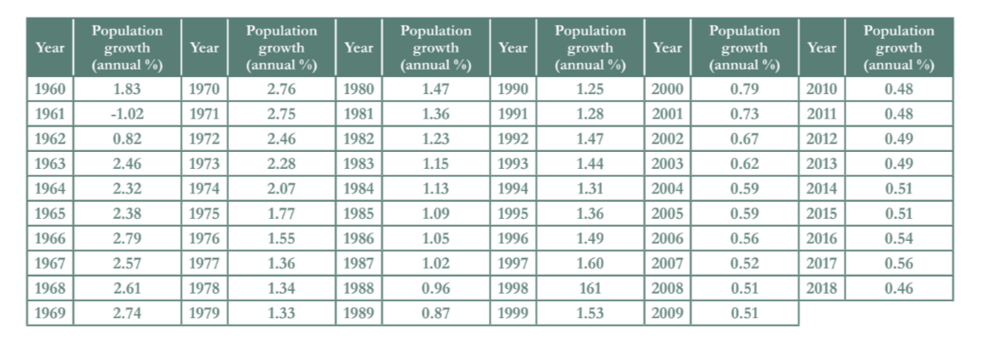 Year Population growth (annual %) Year Population growth (annual %) Year Population growth (annual %) Year Population growth (annual %) Year Population growth (annual %) Year Population growth (annual %)
1960 1.83 1970 2.76 1980 1.47 1990 1.25 2000 0.79 2010 0.48
1961 -1.02 1971 2.75 1981 1.36 1991 1.28 2001 0.73 2011 0.48
1962 0.82 1972 2.46 1982 1.23 1992 1.47 2002 0.67 2012 0.49
1963 2.46 1973 2.28 1983 1.15 1993 1.44 2003 0.62 2013 0.49
1964 2.32 1974 2.07 1984 1.13 1994 1.31 2004 0.59 2014 0.51
1965 2.38 1975 1.77 1985 1.09 1995 1.36 2005 0.59 2015 0.51
1966 2.79 1976 1.55 1986 1.05 1996 1.49 2006 0.56 2016 0.54
1967 2.57 1977 1.36 1987 1.02 1997 1.60 2007 0.52 2017 0.56
1968 2.61 1978 1.34 1988 0.96 1998 161 2008 0.51 2018 0.46
1969 2.74 1979 1.33 1989 0.87 1999 1.53 2009 0.51